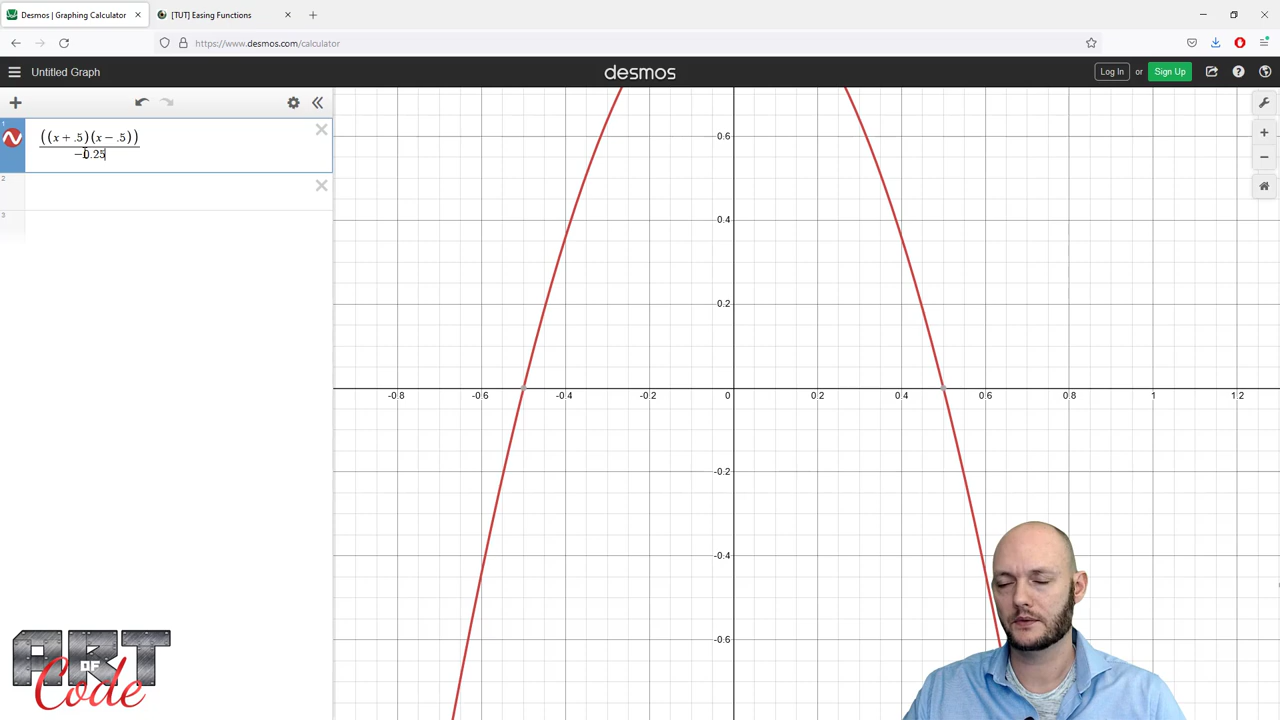 Desmos | Graphing Calculator
[TUT] Easing Functions
https://www.desmos.com/calculator
Untitled Graph
desmos
Log In or Sign Up
1
((x + .5)(x − .5))
−0.25
2
3
0.6
0.4
0.2
-0.8 -0.6 -0.4 -0.2 0 0.2 0.4 0.6 0.8 1 1.2
-0.2
-0.4
-0.6
ART
OF
Code